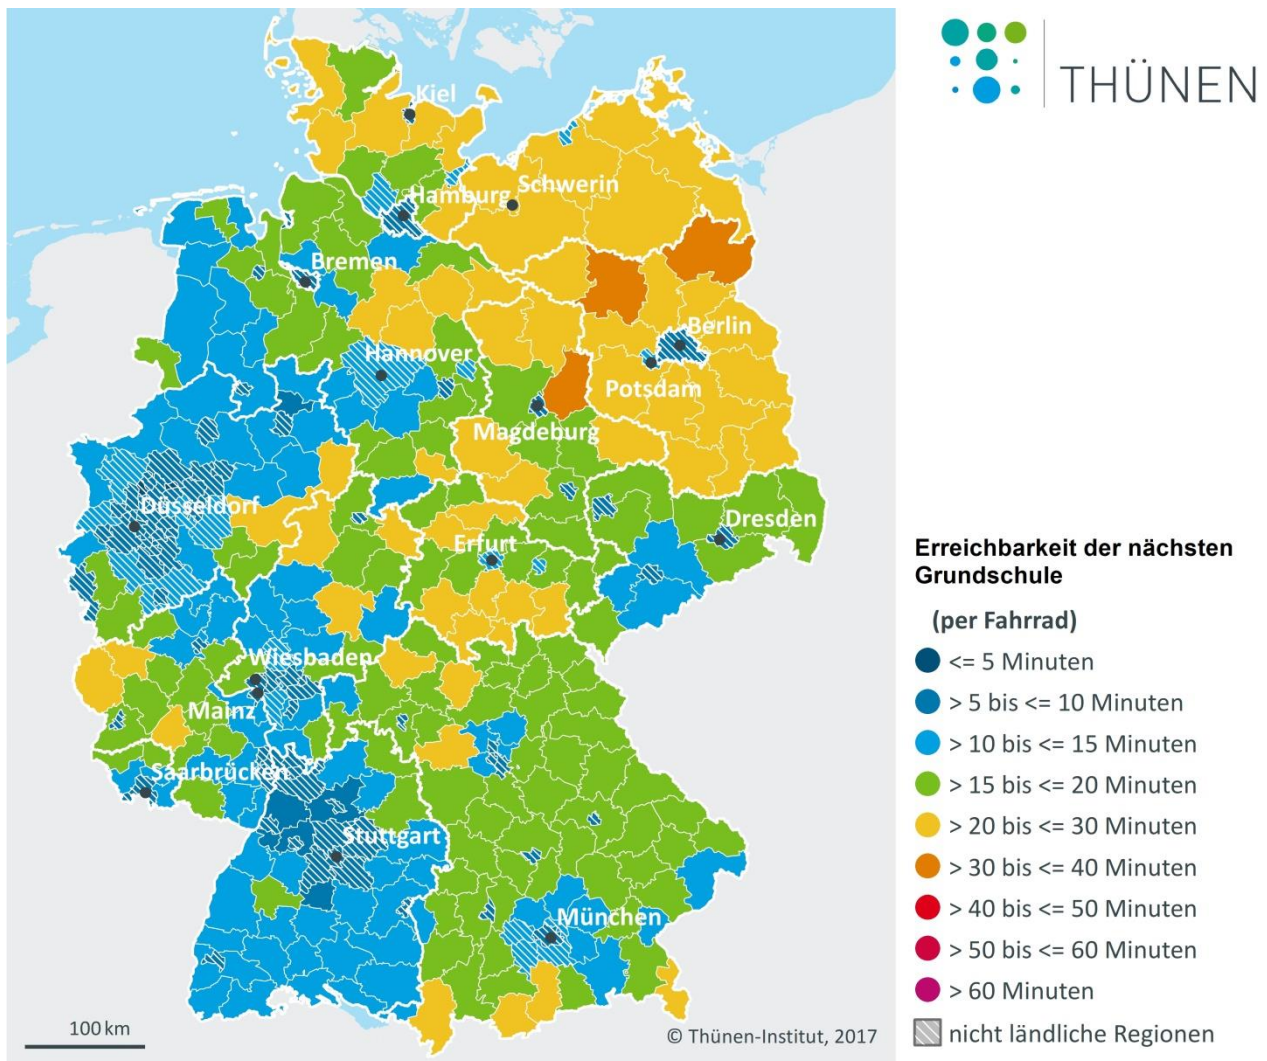 THÜNEN
Kiel
Schwerin
Hamburg
Bremen
Berlin
Hannover
Potsdam
Magdeburg
Düsseldorf
Dresden
Erfurt
Wiesbaden
Mainz
Saarbrücken
Stuttgart
München
100 km
© Thünen-Institut, 2017
Erreichbarkeit der nächsten
Grundschule
(per Fahrrad)
<= 5 Minuten
> 5 bis <= 10 Minuten
> 10 bis <= 15 Minuten
> 15 bis <= 20 Minuten
> 20 bis <= 30 Minuten
> 30 bis <= 40 Minuten
> 40 bis <= 50 Minuten
> 50 bis <= 60 Minuten
> 60 Minuten
nicht ländliche Regionen